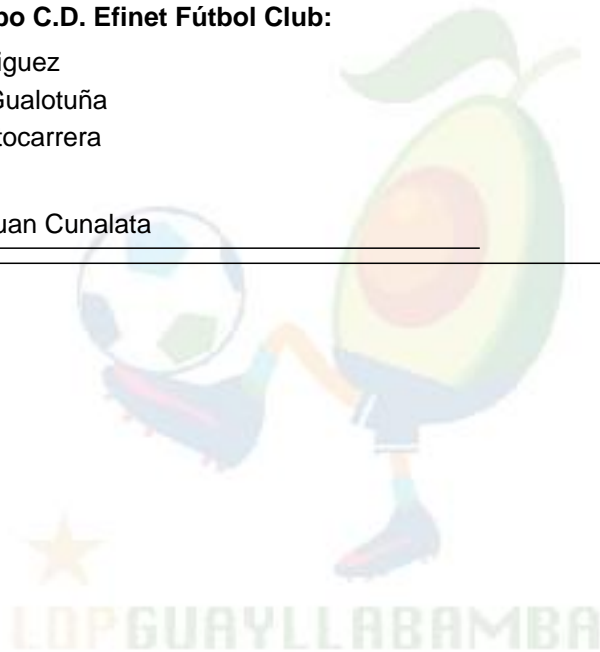 po C.D. Efinet Fútbol Club:
iguez
Gualotuña
tocarrera
uan Cunalata
LDPGUAYLLABAMBA